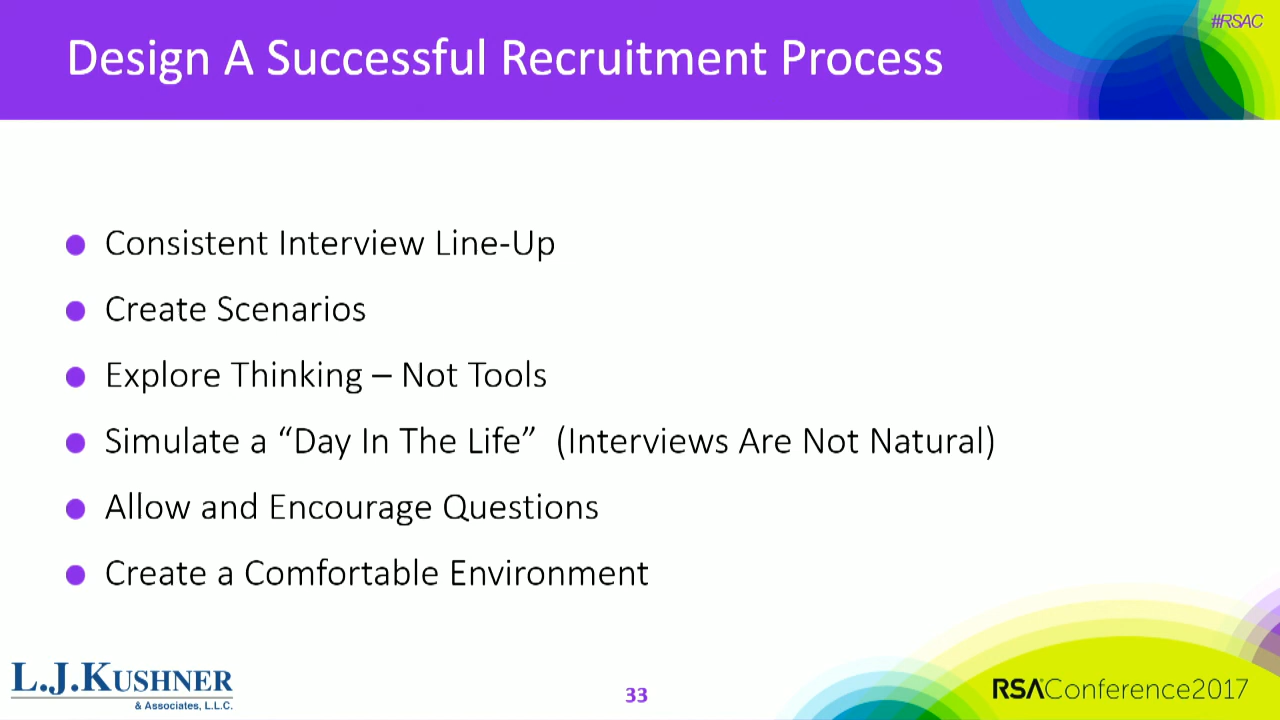 #RSAC
Design A Successful Recruitment Process
Consistent Interview Line-Up
Create Scenarios
Explore Thinking – Not Tools
Simulate a “Day In The Life”  (Interviews Are Not Natural)
Allow and Encourage Questions
Create a Comfortable Environment
L.J.KUSHNER
& Associates, L.L.C.
33
RSAConference2017